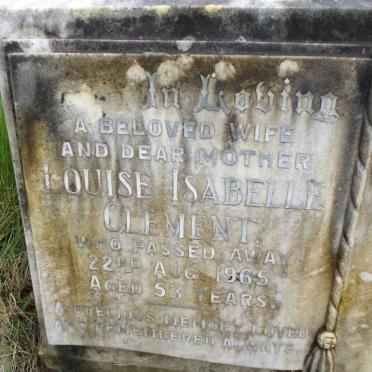 In Loving
A BELOVED WIFE
AND DEAR MOTHER
LOUISE ISABELLE
CLEMENT.
WHO PASSED AWAY
22ND AUG. 1965.
AGED 53 YEARS.
A PRECIOUS MEMORY LOVED
AND REMEMBERED ALWAYS.